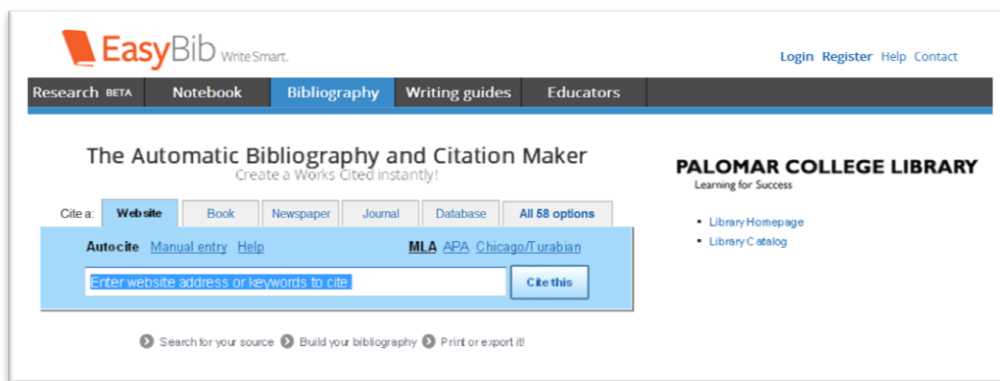 EasyBib Write Smart.
Login Register Help Contact
Research BETA Notebook Bibliography Writing guides Educators
The Automatic Bibliography and Citation Maker
Create a Works Cited instantly!
PALOMAR COLLEGE LIBRARY
Learning for Success
Cite a: Website Book Newspaper Journal Database All 58 options
Library Homepage
Library Catalog
Autocite Manual entry Help MLA APA Chicago/Turabian
Enter website address or keywords to cite
Cite this
Search for your source Build your bibliography Print or export it!